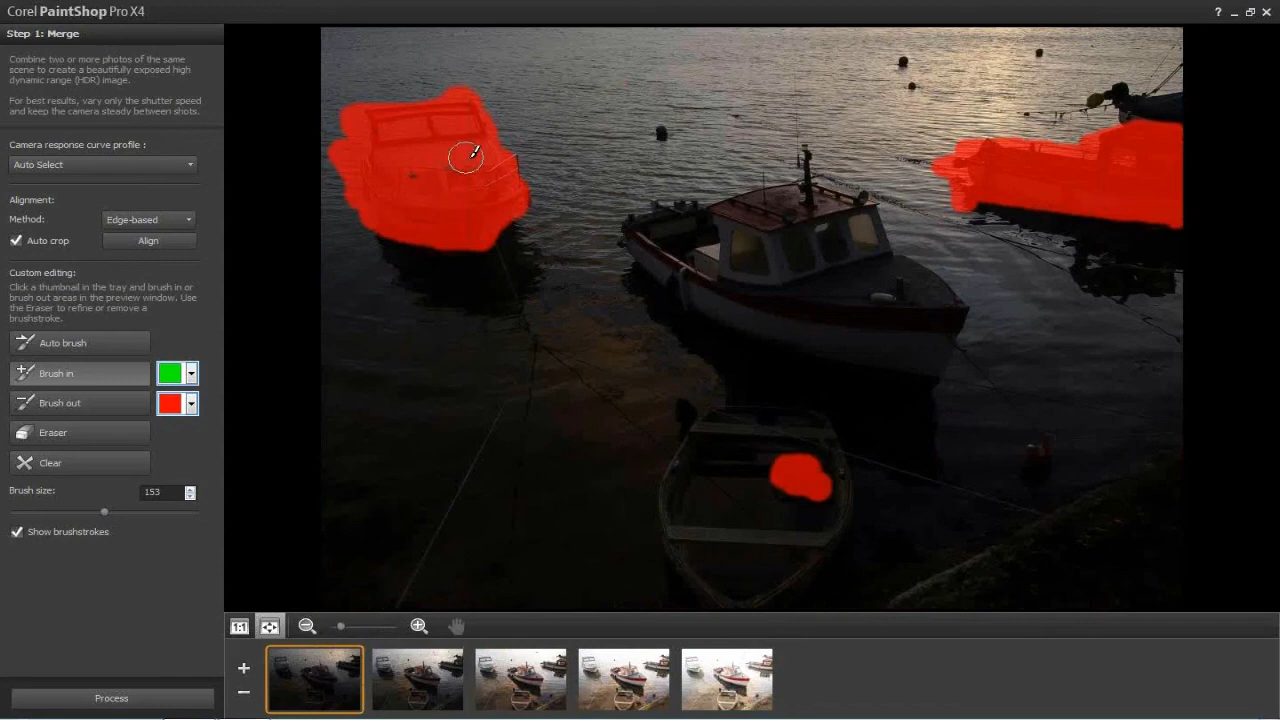 Corel PaintShop Pro X4
Step 1: Merge
Combine two or more photos of the same
scene to create a beautifully exposed high
dynamic range (HDR) image.
For best results, vary only the shutter speed
and keep the camera steady between shots.
Camera response curve profile :
Auto Select
Alignment:
Method:
Edge-based
Auto crop
Align
Custom editing:
Click a thumbnail in the tray and brush in or
brush out areas in the preview window. Use
the Eraser to refine or remove a
brushstroke.
Auto brush
Brush in
Brush out
Eraser
Clear
Brush size:
153
Show brushstrokes
1:1
Process